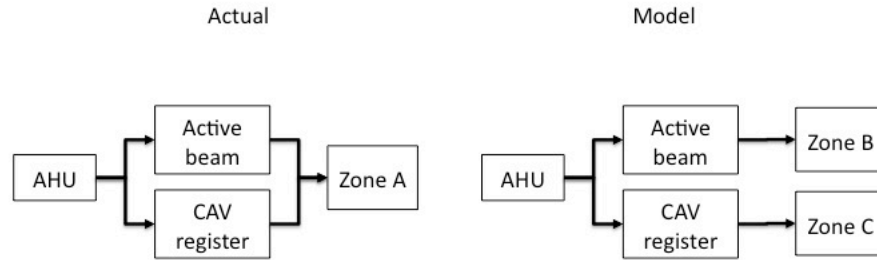 Actual
Model
Active
beam
AHU
Zone A
CAV
register
Active
beam
Zone B
AHU
CAV
register
Zone C